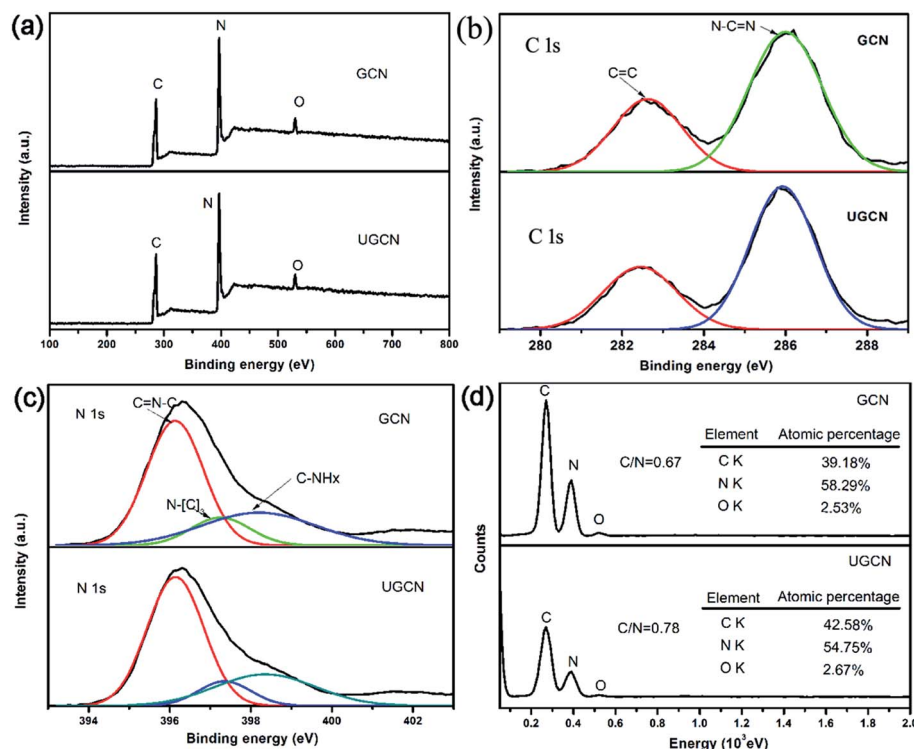 (a)
N
GCN
C
O
N
UGCN
C
O
Intensity (a.u.)
100 200 300 400 500 600 700 800
Binding energy (eV)
(b)
C 1s
N-C=N
GCN
C=C
C 1s
UGCN
Intensity (a.u.)
280 282 284 286 288
Binding energy (eV)
(c)
N 1s
C=N-C
GCN
C-NHx
N-[C]3
N 1s
UGCN
Intensity (a.u.)
394 396 398 400 402
Binding energy (eV)
(d)
C
GCN
Element Atomic percentage
C/N=0.67
C K 39.18%
N
N K 58.29%
O K 2.53%
O
UGCN
Element Atomic percentage
C
C/N=0.78
C K 42.58%
N K 54.75%
N
O K 2.67%
O
Counts
0.2 0.4 0.6 0.8 1.0 1.2 1.4 1.6 1.8 2.0
Energy (10³eV)